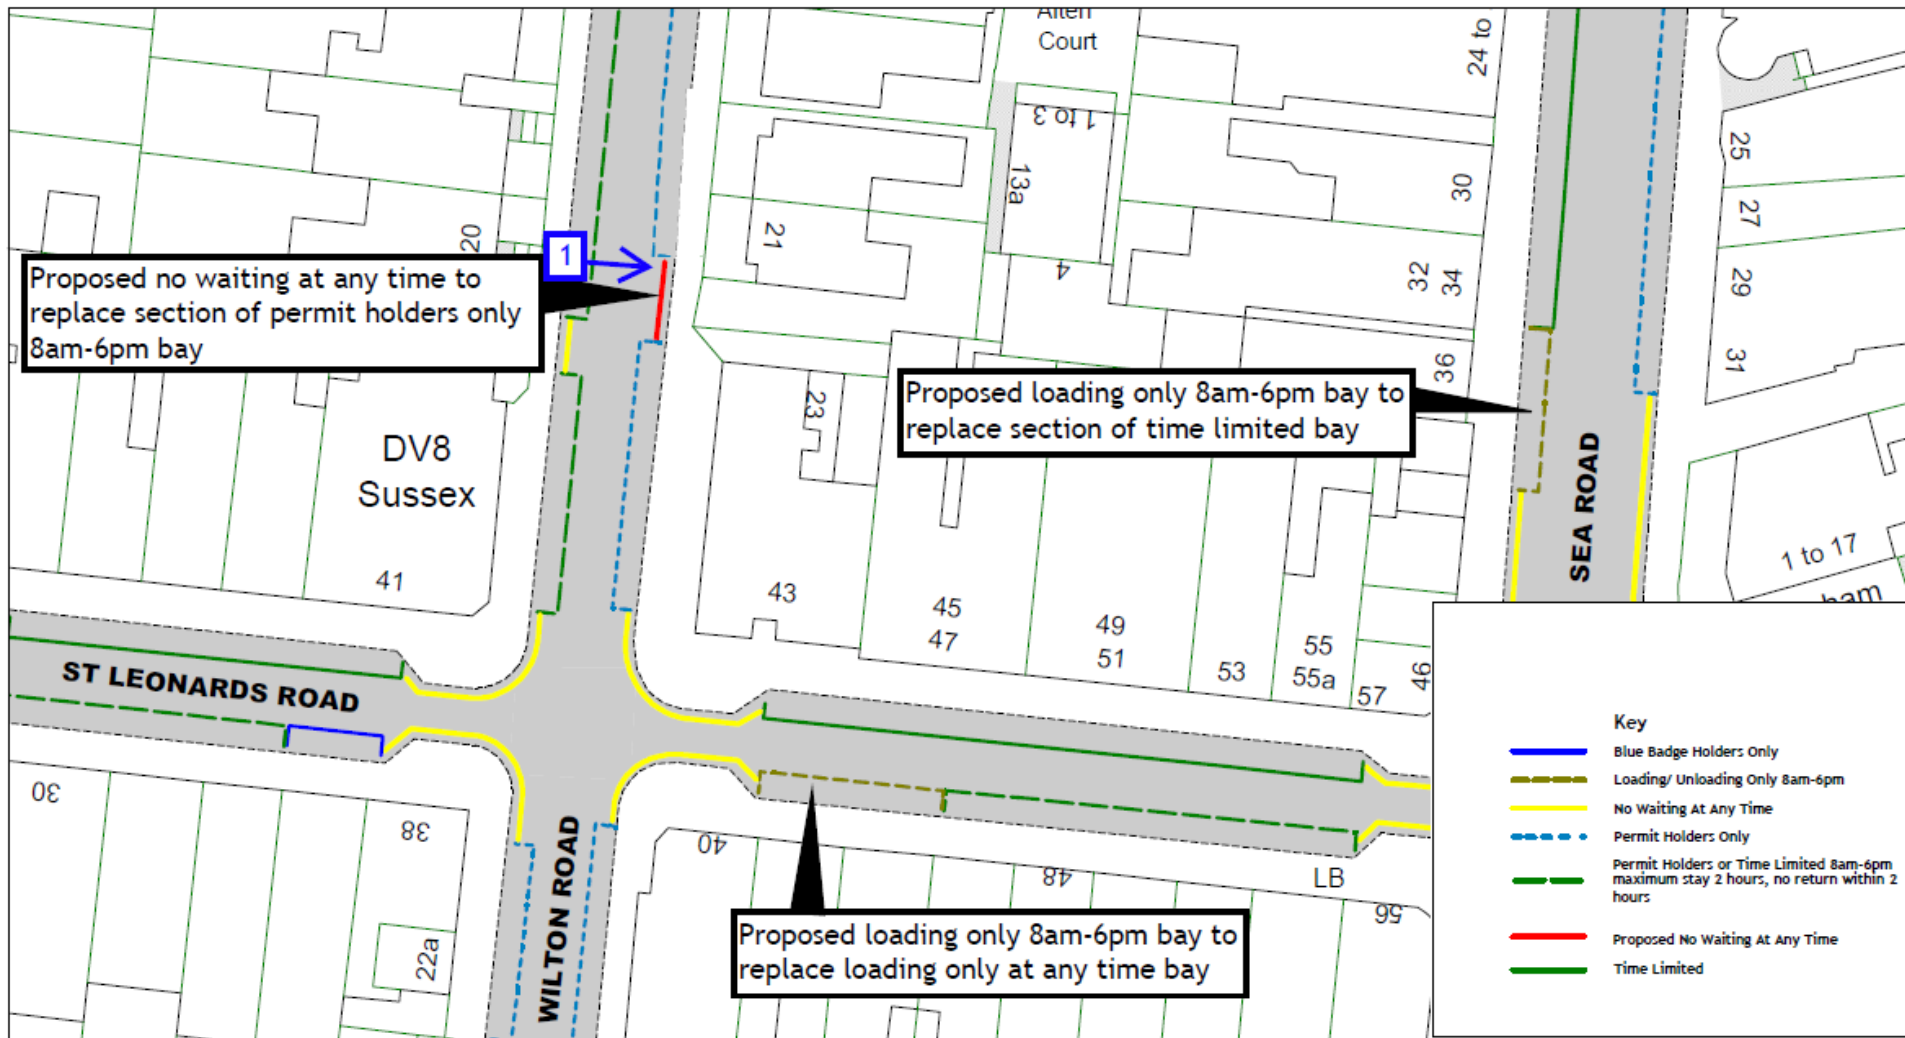 Allen
Court
24 to
1 to 3
13a
20
21
1
Proposed no waiting at any time to
replace section of permit holders only
8am-6pm bay
4
25
27
29
31
30
32
34
36
23
Proposed loading only 8am-6pm bay to
replace section of time limited bay
DV8
Sussex
SEA ROAD
1 to 17
41
43
45
47
49
51
53
55
55a
57
46
ST LEONARDS ROAD
30
38
22a
WILTON ROAD
40
48
LB
56
Proposed loading only 8am-6pm bay to
replace loading only at any time bay
Key
Blue Badge Holders Only
Loading/ Unloading Only 8am-6pm
No Waiting At Any Time
Permit Holders Only
Permit Holders or Time Limited 8am-6pm
maximum stay 2 hours, no return within 2
hours
Proposed No Waiting At Any Time
Time Limited